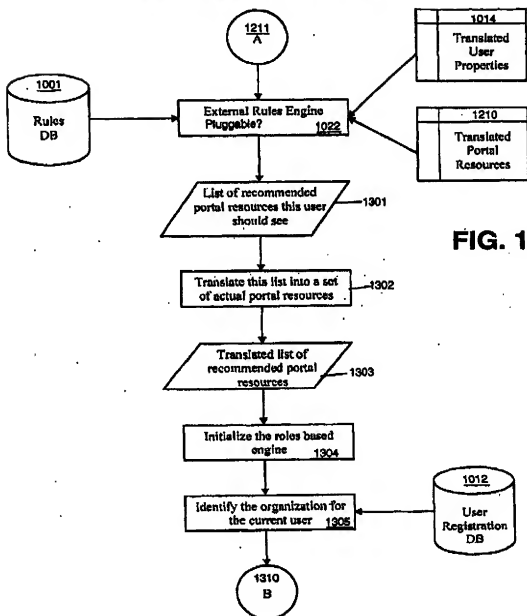 1211
A
1014
Translated
User
Properties
1001
Rules
DB
External Rules Engine
Pluggable?
1022
1210
Translated
Portal
Resources
List of recommended
portal resources this user
should see
1301
FIG. 1
Translate this list into a set
of actual portal resources
1302
Translated list of
recommended portal
resources
1303
Initialize the roles based
engine
1304
Identify the organization for
the current user
1305
1012
User
Registration
DB
1310
B